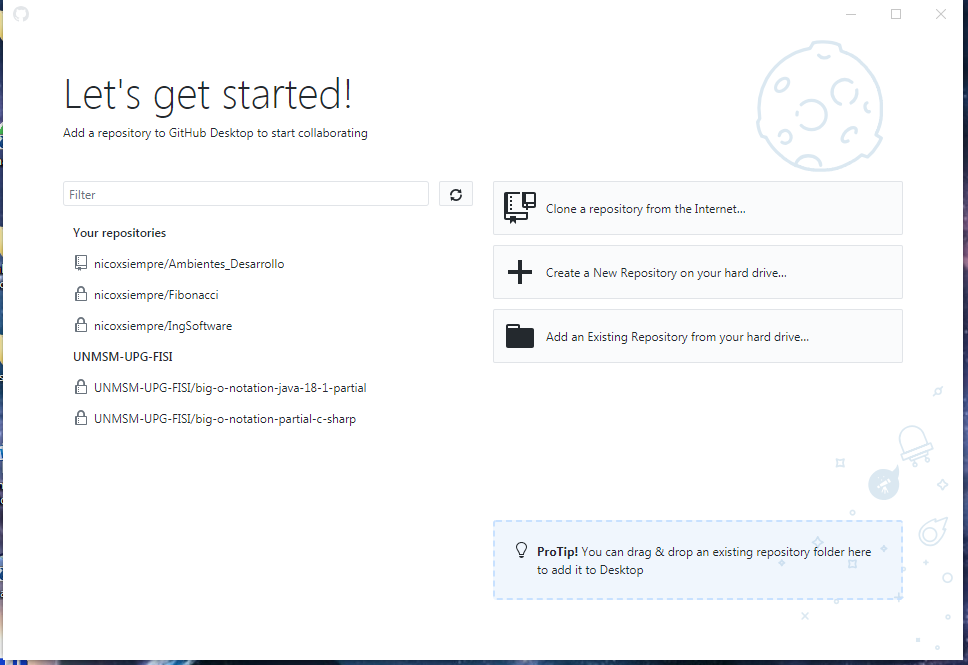 Let's get started!
Add a repository to GitHub Desktop to start collaborating
Filter
Your repositories
nicoxsiempre/Ambientes_Desarrollo
nicoxsiempre/Fibonacci
nicoxsiempre/IngSoftware
UNMSM-UPG-FISI
UNMSM-UPG-FISI/big-o-notation-java-18-1-partial
UNMSM-UPG-FISI/big-o-notation-partial-c-sharp
Clone a repository from the Internet...
Create a New Repository on your hard drive...
Add an Existing Repository from your hard drive...
ProTip! You can drag & drop an existing repository folder here
to add it to Desktop